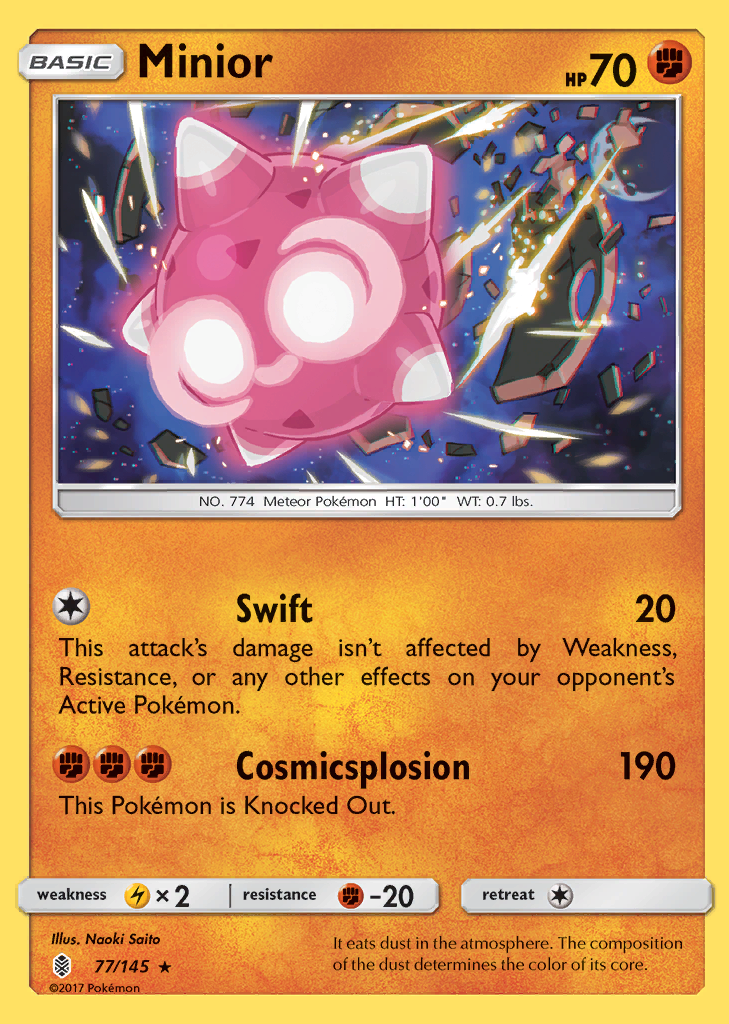 BASIC Minior HP 70
NO. 774 Meteor Pokémon HT: 1'00" WT: 0.7 lbs.
Swift 20
This attack's damage isn't affected by Weakness,
Resistance, or any other effects on your opponent's
Active Pokémon.
Cosmicsplosion 190
This Pokémon is Knocked Out.
weakness ×2 resistance -20 retreat
Illus. Naoki Saito
77/145 ★
©2017 Pokémon
It eats dust in the atmosphere. The composition
of the dust determines the color of its core.